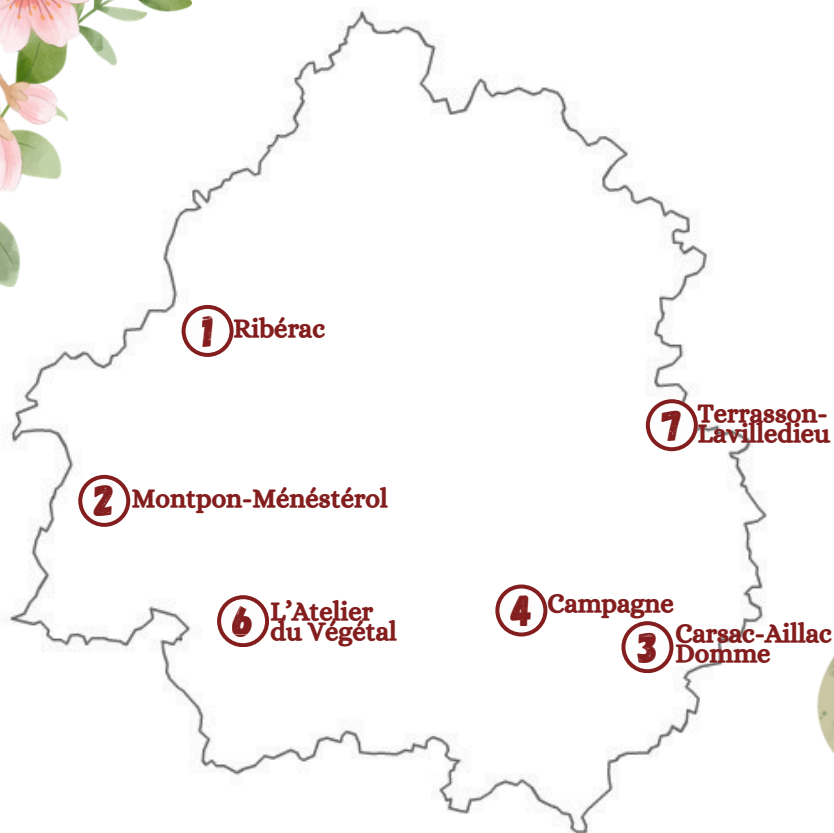 1 Ribérac
7 Terrasson-
Lavilledieu
2 Montpon-Ménéstérol
6 L’Atelier
du Végétal
4 Campagne
3 Carsac-Aillac
Domme